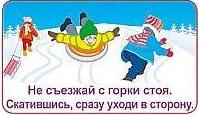 Не съезжай с горки стоя.
Скатившись, сразу уходи в сторону.